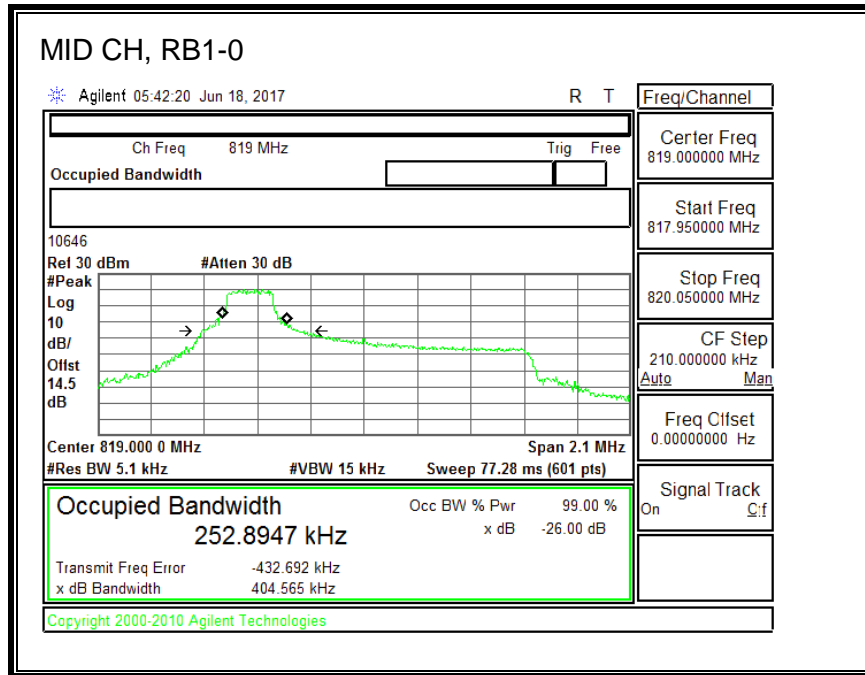 MID CH, RB1-0
Agilent 05:42:20 Jun 18, 2017 R T
Freq/Channel
Ch Freq 819 MHz Trig Free
Occupied Bandwidth
Center Freq
819.000000 MHz
Start Freq
817.950000 MHz
10646
Ref 30 dBm #Atten 30 dB
#Peak
Log
10
dB/
Offst
14.5
dB
Stop Freq
820.050000 MHz
CF Step
210.000000 kHz
Auto Man
Center 819.000 0 MHz Span 2.1 MHz
#Res BW 5.1 kHz #VBW 15 kHz Sweep 77.28 ms (601 pts)
Freq Offset
0.00000000 Hz
Signal Track
On Off
Occupied Bandwidth Occ BW % Pwr 99.00 %
252.8947 kHz x dB -26.00 dB
Transmit Freq Error -432.692 kHz
x dB Bandwidth 404.565 kHz
Copyright 2000-2010 Agilent Technologies